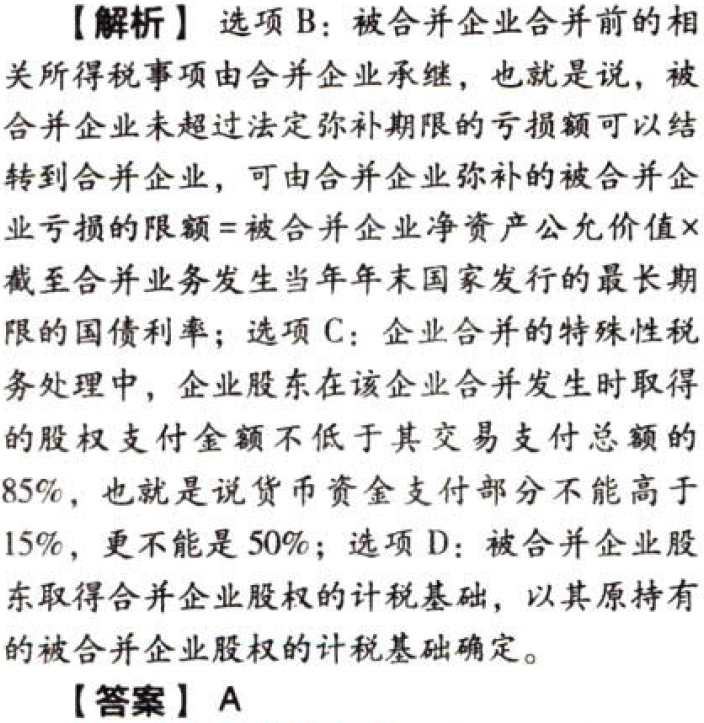 【解析】 选项 B：被合并企业合并前的相
关所得税事项由合并企业承继，也就是说，被
合并企业未超过法定弥补期限的亏损额可以结
转到合并企业，可由合并企业弥补的被合并企
业亏损的限额=被合并企业净资产公允价值×
截至合并业务发生当年年末国家发行的最长期
限的国债利率；选项 C：企业合并的特殊性税
务处理中，企业股东在该企业合并发生时取得
的股权支付金额不低于其交易支付总额的
85%，也就是说货币资金支付部分不能高于
15%，更不能是 50%；选项 D：被合并企业股
东取得合并企业股权的计税基础，以其原持有
的被合并企业股权的计税基础确定。
【答案】 A